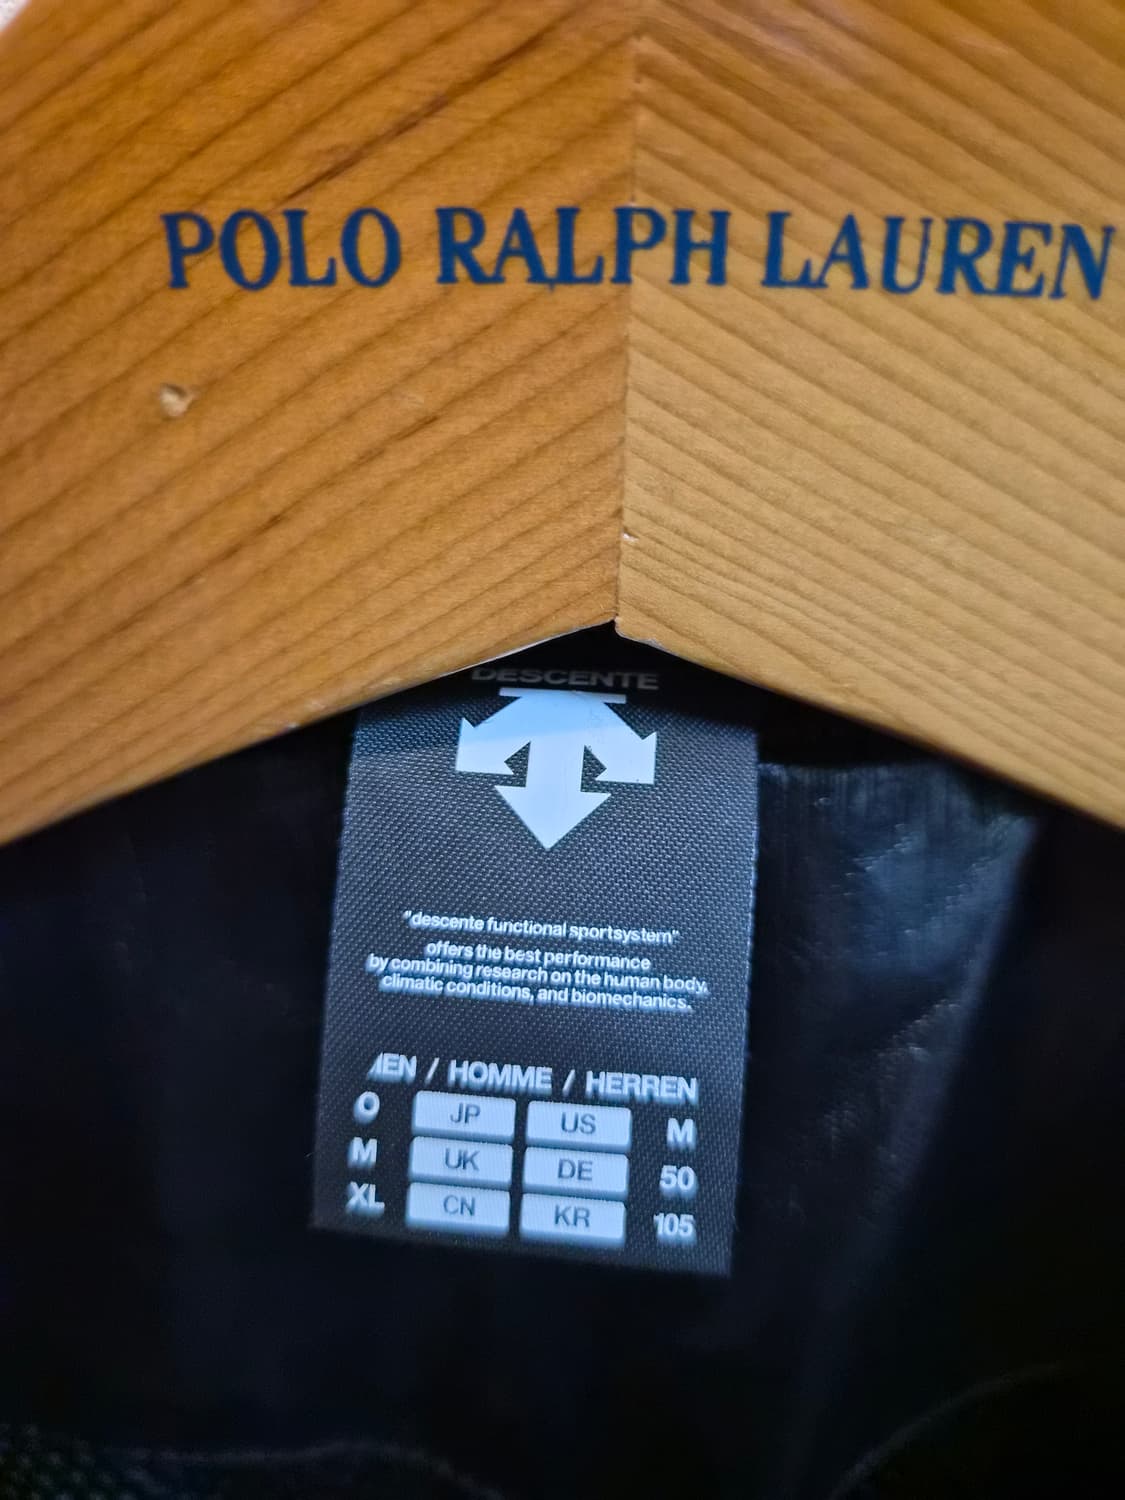 POLO RALPH LAUREN
DESCENTE
"descente functional sportsystem"
offers the best performance
by combining research on the human body,
climatic conditions, and biomechanics.
MEN / HOMME / HERREN
O JP US M
M UK DE 50
XL CN KR 105